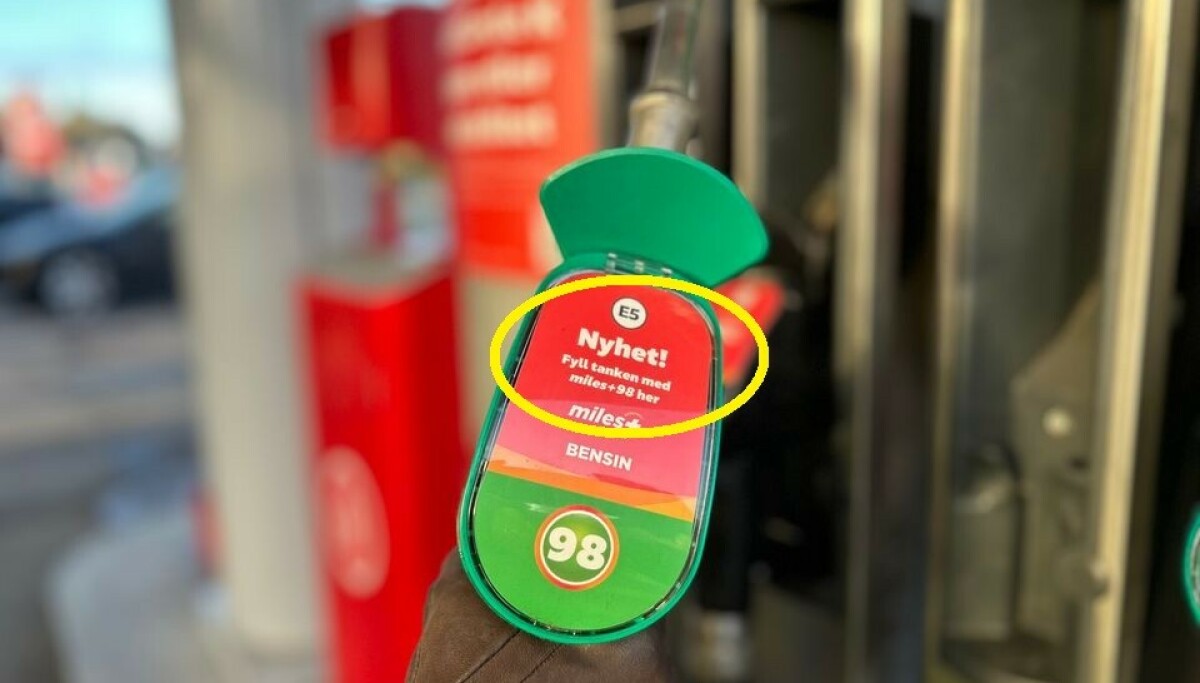 E5
Nyhet!
Fyll tanken med
miles+98 her
miles+
BENSIN
98